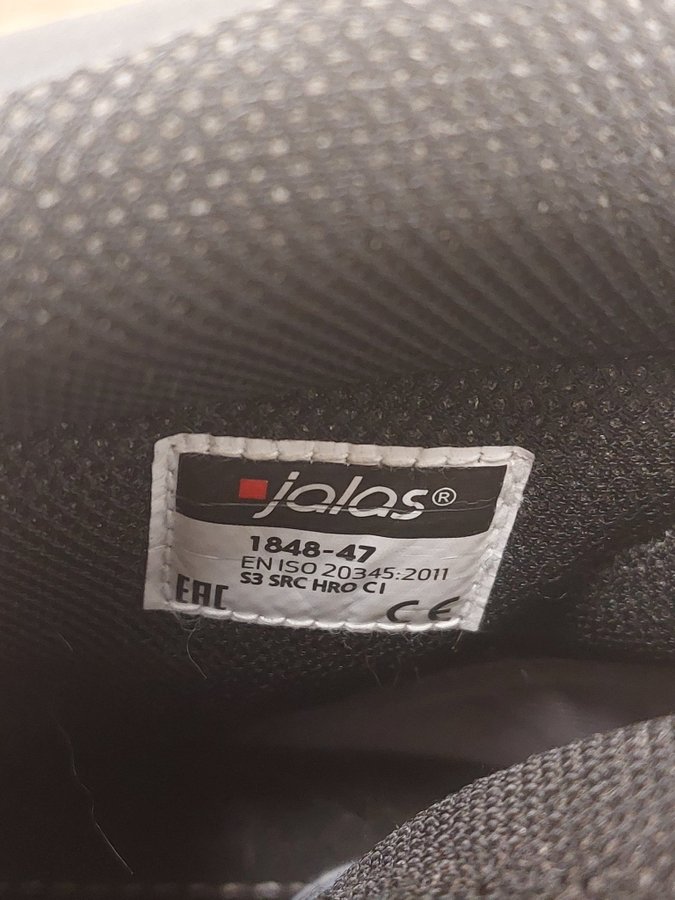 jalas®
1848-47
EN ISO 20345:2011
S3 SRC HRO CI
EAC
CE